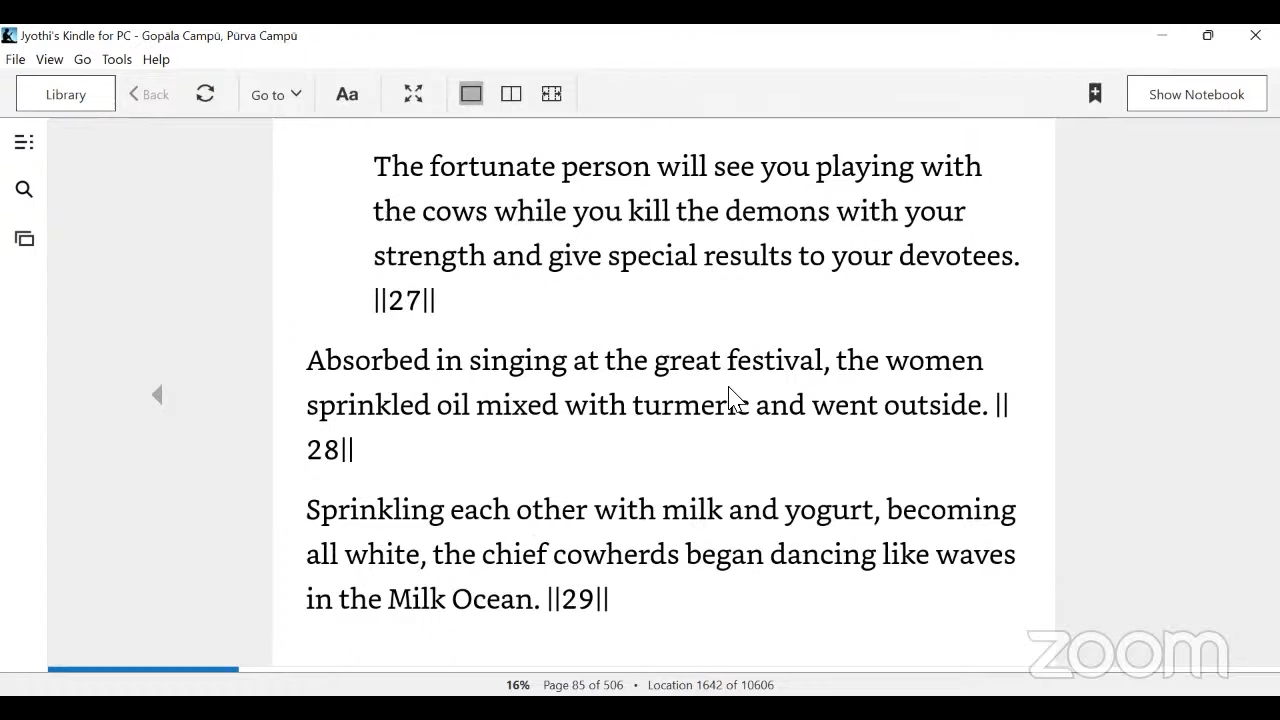 Jyothi's Kindle for PC - Gopāla Campū, Pūrva Campū
File View Go Tools Help
Library Back Go to Aa Show Notebook
The fortunate person will see you playing with
the cows while you kill the demons with your
strength and give special results to your devotees.
||27||
Absorbed in singing at the great festival, the women
sprinkled oil mixed with turmeric and went outside. ||
28||
Sprinkling each other with milk and yogurt, becoming
all white, the chief cowherds began dancing like waves
in the Milk Ocean. ||29||
zoom
16% Page 85 of 506 • Location 1642 of 10606